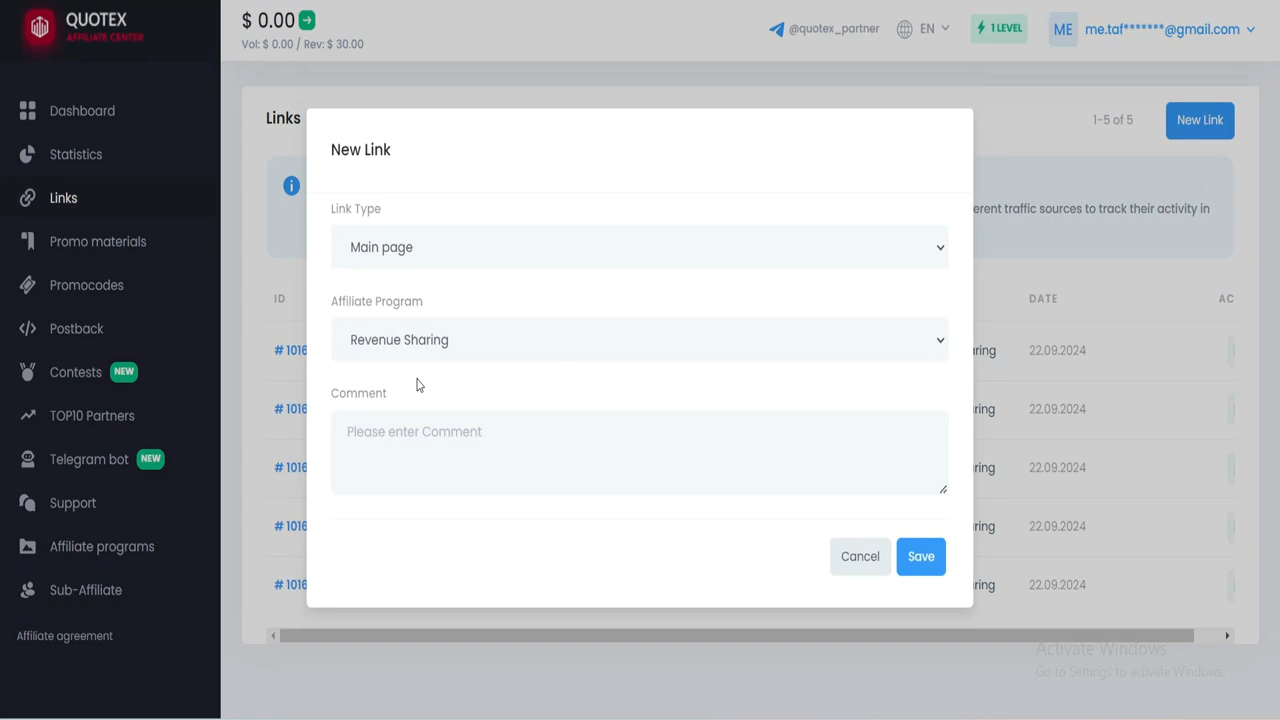 QUOTEX
AFFILIATE CENTER
$ 0.00
Vol: $ 0.00 / Rev: $ 30.00
@quotex_partner
EN
1 LEVEL
ME
me.taf*******@gmail.com
Dashboard
Statistics
Links
Promo materials
Promocodes
Postback
Contests NEW
TOP10 Partners
Telegram bot NEW
Support
Affiliate programs
Sub-Affiliate
Affiliate agreement
Links
1-5 of 5
New Link
erent traffic sources to track their activity in
ID
DATE
AC
# 1016
ring
22.09.2024
# 1016
ring
22.09.2024
# 1016
ring
22.09.2024
# 1016
ring
22.09.2024
# 1016
ring
22.09.2024
New Link
Link Type
Main page
Affiliate Program
Revenue Sharing
Comment
Please enter Comment
Cancel
Save
Activate Windows
Go to Settings to activate Windows.